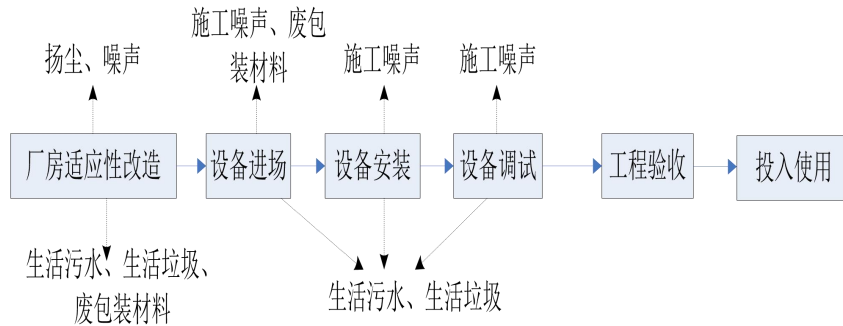 施工噪声、废包
装材料
扬尘、噪声
施工噪声
施工噪声
厂房适应性改造
设备进场
设备安装
设备调试
工程验收
投入使用
生活污水、生活垃圾、
废包装材料
生活污水、生活垃圾